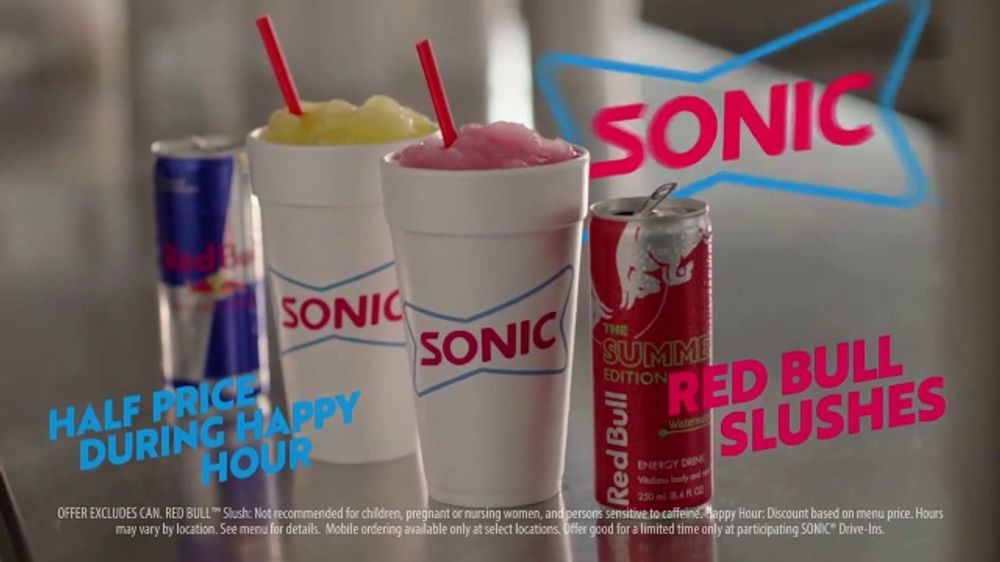 SONIC
Red Bull
SONIC
SONIC
THE
SUMMER
EDITION
Red Bull
ENERGY DRINK
250 mL (8.4 FL OZ)
RED BULL
SLUSHES
HALF PRICE
DURING HAPPY
HOUR
OFFER EXCLUDES CAN. RED BULL™ Slush: Not recommended for children, pregnant or nursing women, and persons sensitive to caffeine. Happy Hour: Discount based on menu price. Hours
may vary by location. See menu for details. Mobile ordering available only at select locations. Offer good for a limited time only at participating SONIC® Drive-Ins.